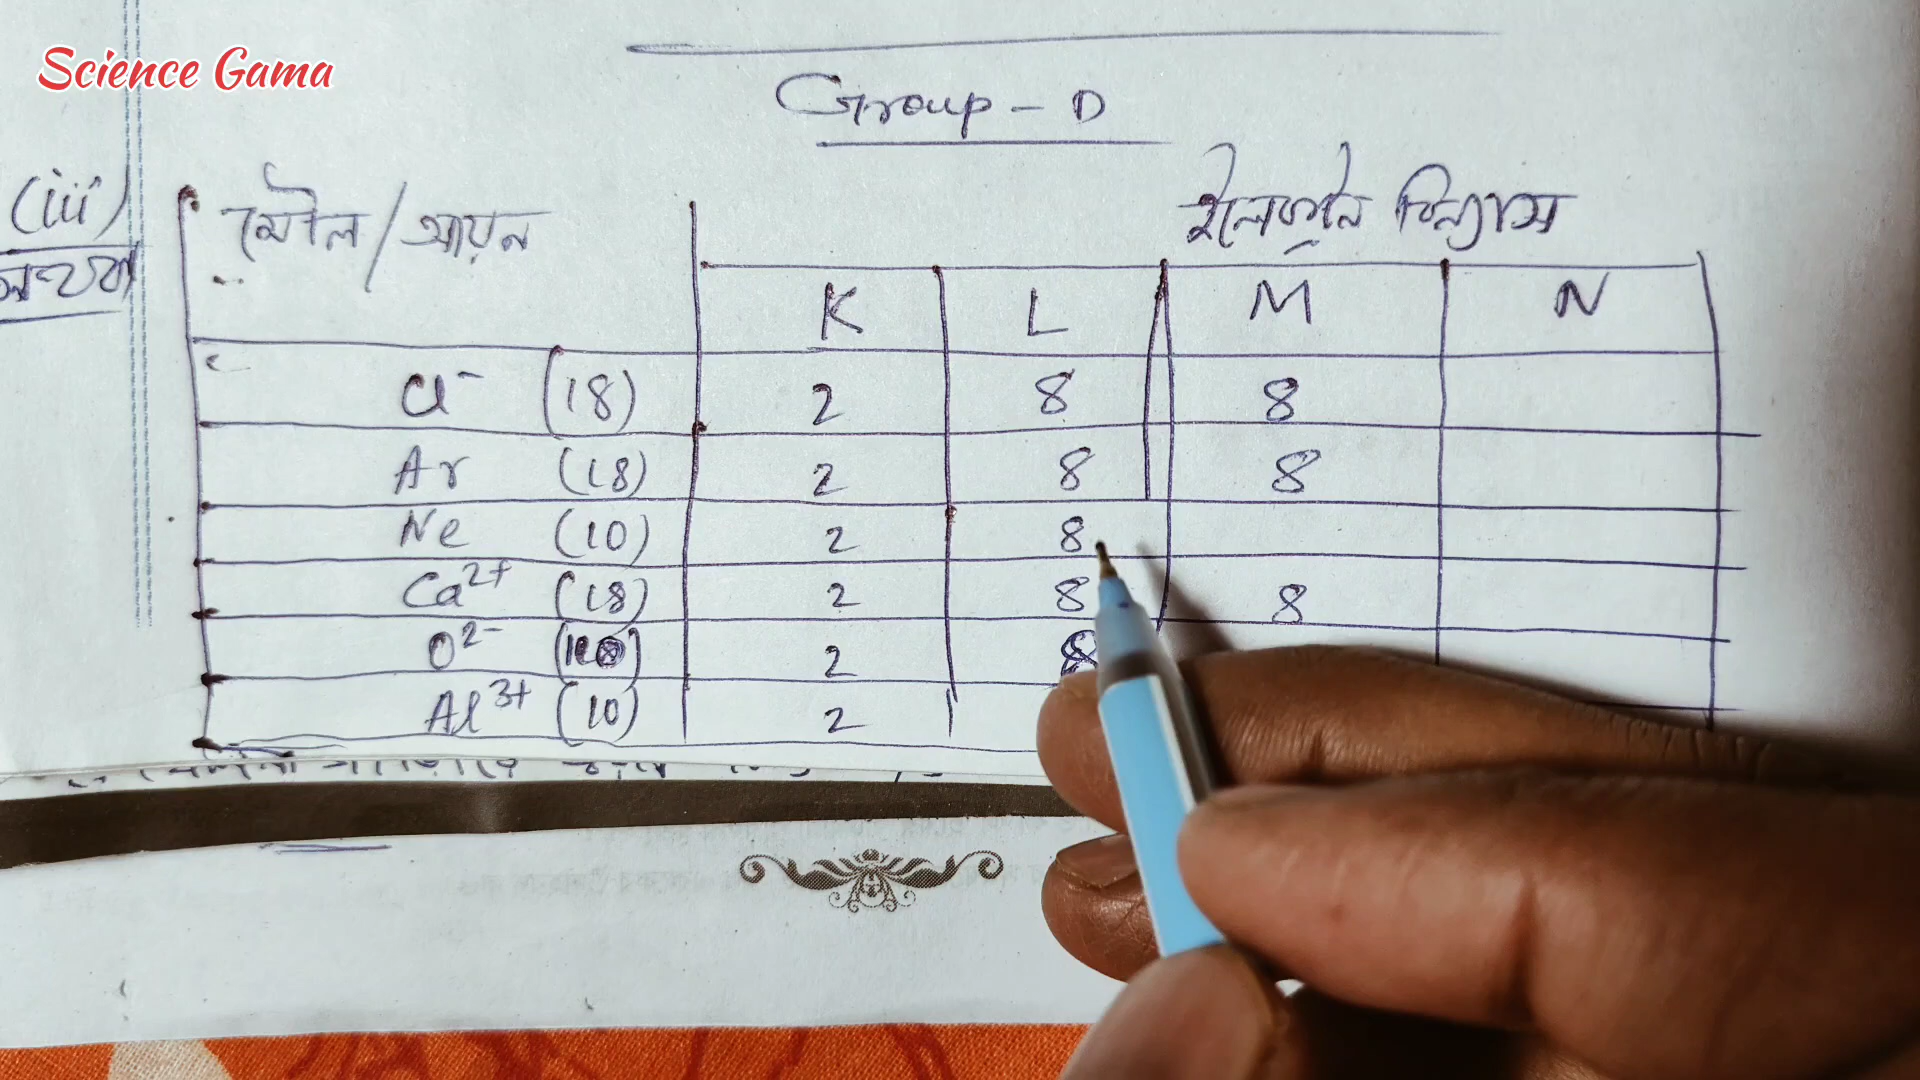 Science Gama
Group - D
(iii)
অথবা
মৌল/আয়ন
ইলেকট্রন বিন্যাস
K L M N
Cl⁻ (18) 2 8 8
Ar (18) 2 8 8
Ne (10) 2 8
Ca²⁺ (18) 2 8 8
O²⁻ (10) 2 8
Al³⁺ (10) 2